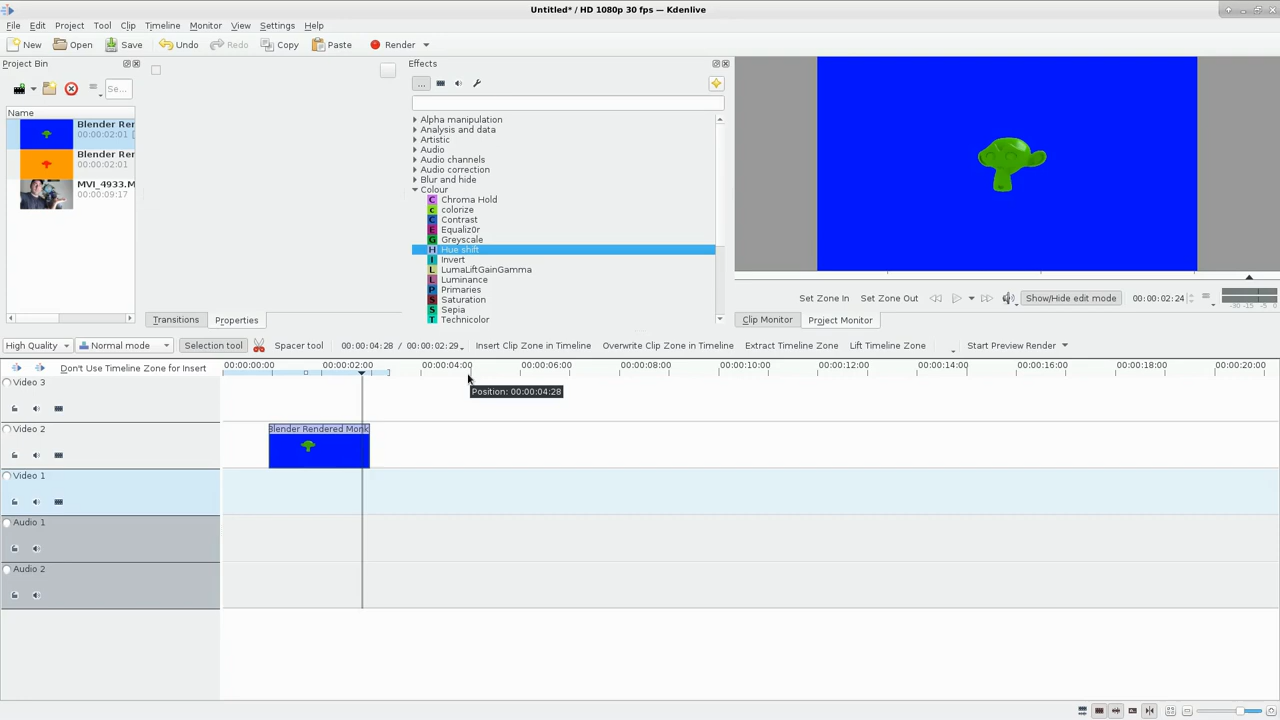 Untitled* / HD 1080p 30 fps — Kdenlive
File Edit Project Tool Clip Timeline Monitor View Settings Help
New Open Save Undo Redo Copy Paste Render
Project Bin
Se...
Name
Blender Rer
00:00:02:01
Blender Rer
00:00:02:01
MVI_4933.M
00:00:09:17
Transitions Properties
Effects
...
Alpha manipulation
Analysis and data
Artistic
Audio
Audio channels
Audio correction
Blur and hide
Colour
C Chroma Hold
c colorize
C Contrast
E Equaliz0r
G Greyscale
H Hue shift
I Invert
L LumaLiftGainGamma
L Luminance
P Primaries
S Saturation
S Sepia
T Technicolor
Set Zone In Set Zone Out Show/Hide edit mode 00:00:02:24
-30 -15 -5 0
Clip Monitor Project Monitor
High Quality Normal mode Selection tool Spacer tool 00:00:04:28 / 00:00:02:29 Insert Clip Zone in Timeline Overwrite Clip Zone in Timeline Extract Timeline Zone Lift Timeline Zone Start Preview Render
Don't Use Timeline Zone for Insert
00:00:00:00 00:00:02:00 00:00:04:00 00:00:06:00 00:00:08:00 00:00:10:00 00:00:12:00 00:00:14:00 00:00:16:00 00:00:18:00 00:00:20:00
Position: 00:00:04:28
Video 3
Video 2
Blender Rendered Monk
Video 1
Audio 1
Audio 2